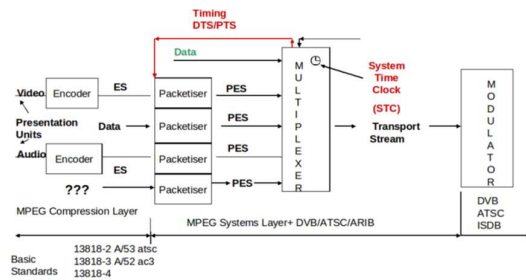 Timing
DTS/PTS
Data
System
Time
Clock
(STC)
MULTIPLEXER
MODULATOR
Video
Encoder
ES
Packetiser
PES
Presentation
Units
Data
Packetiser
PES
Transport
Stream
Audio
Encoder
ES
Packetiser
PES
???
Packetiser
PES
MPEG Compression Layer
MPEG Systems Layer+ DVB/ATSC/ARIB
DVB
ATSC
ISDB
Basic
Standards
13818-2 A/53 atsc
13818-3 A/52 ac3
13818-4